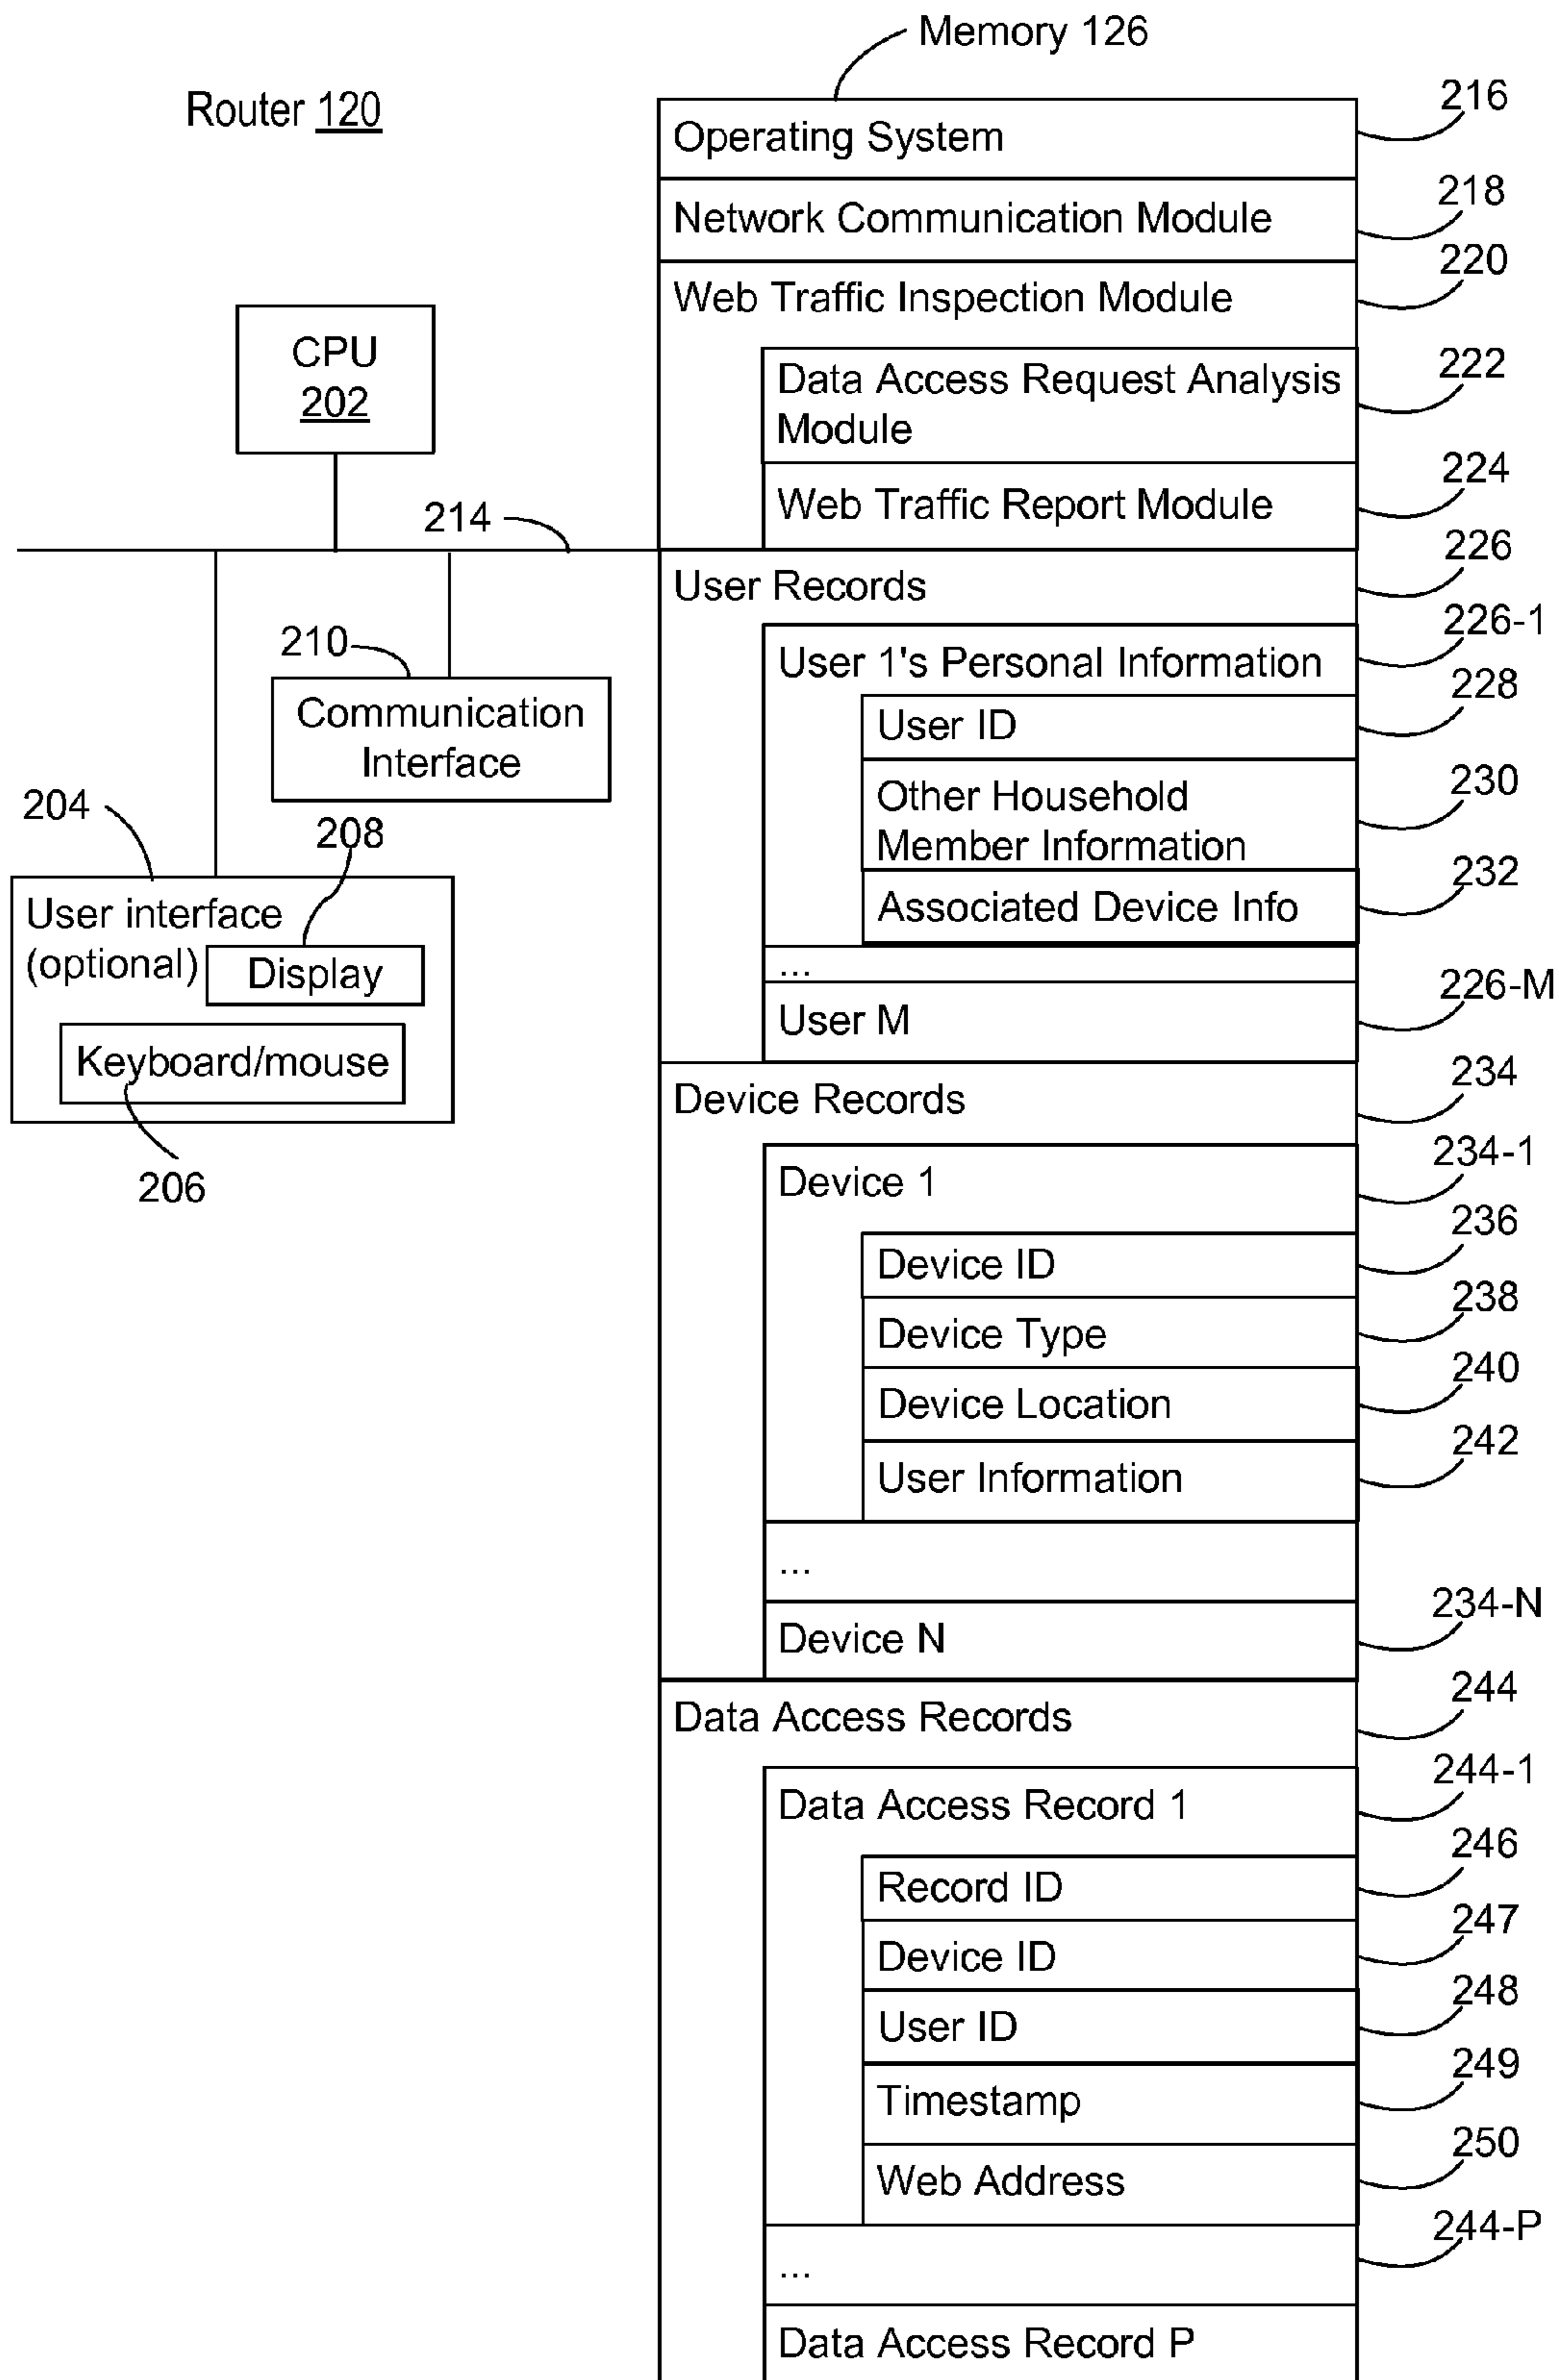 Memory 126
Router 120
Operating System
216
Network Communication Module
218
Web Traffic Inspection Module
220
Data Access Request Analysis
Module
222
Web Traffic Report Module
224
CPU
202
214
210
Communication
Interface
204
208
User interface
(optional)
Display
Keyboard/mouse
206
User Records
226
User 1's Personal Information
226-1
User ID
228
Other Household
Member Information
230
Associated Device Info
232
...
User M
226-M
Device Records
234
Device 1
234-1
Device ID
236
Device Type
238
Device Location
240
User Information
242
...
Device N
234-N
Data Access Records
244
Data Access Record 1
244-1
Record ID
246
Device ID
247
User ID
248
Timestamp
249
Web Address
250
...
244-P
Data Access Record P